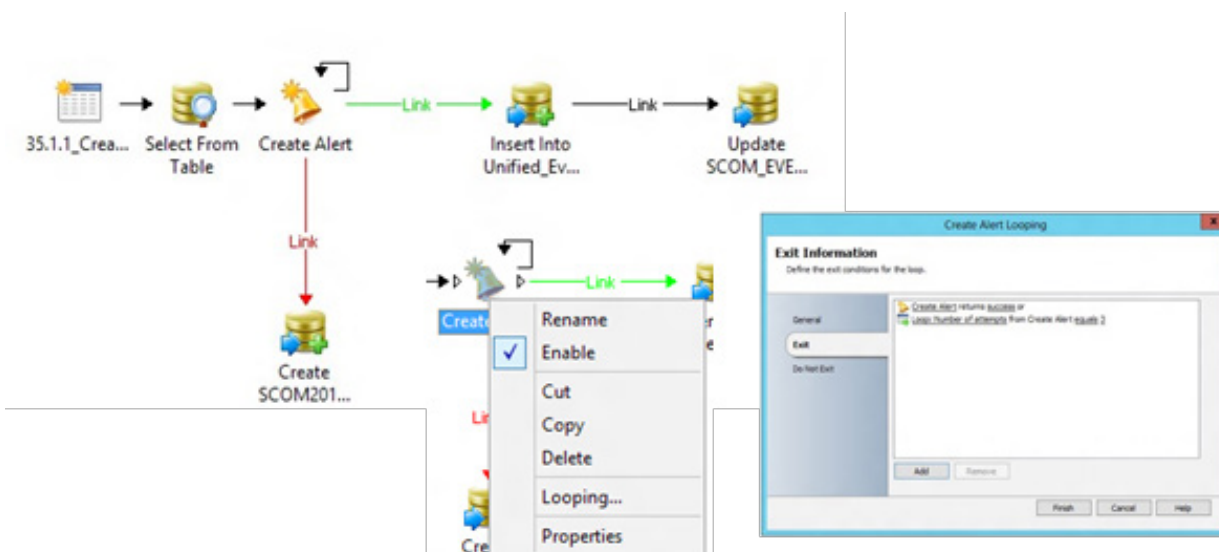 Link
Link
35.1.1_Crea...
Select From
Table
Create Alert
Insert Into
Unified_Ev...
Update
SCOM_EVE...
Link
Create
SCOM201...
Link
Create
Rename
Enable
Cut
Copy
Delete
Looping...
Properties
Cre
Create Alert Looping
X
Exit Information
Define the exit conditions for the loop.
General
Exit
Do Not Exit
Create Alert returns success or
Loop: Number of attempts from Create Alert equals 3
Add
Remove
Finish
Cancel
Help